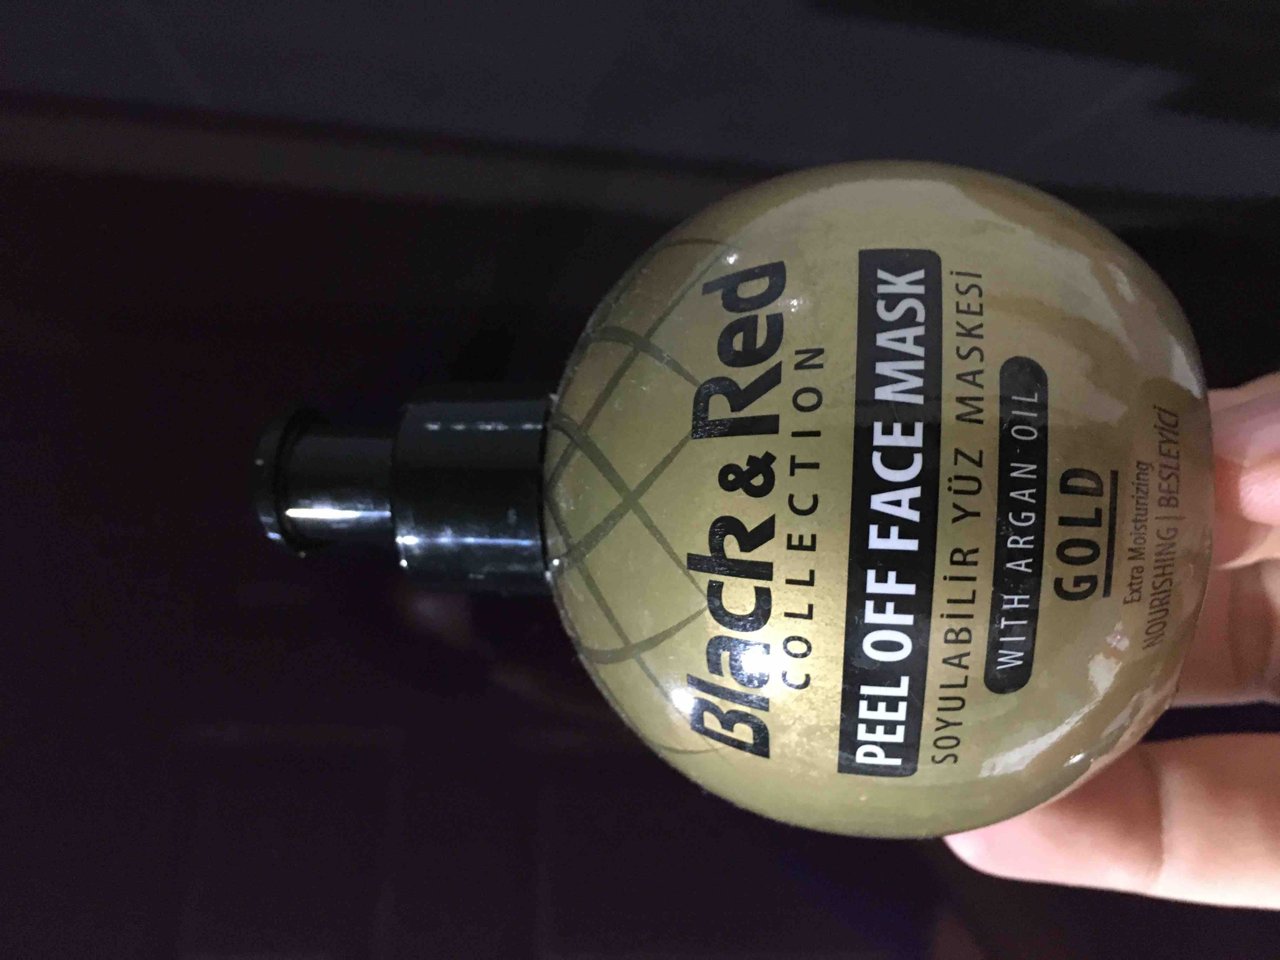 Black & Red
COLLECTION
PEEL OFF FACE MASK
SOYULABİLİR YÜZ MASKESİ
WITH ARGAN OIL
GOLD
Extra Moisturizing
NOURISHING | BESLEYİCİ